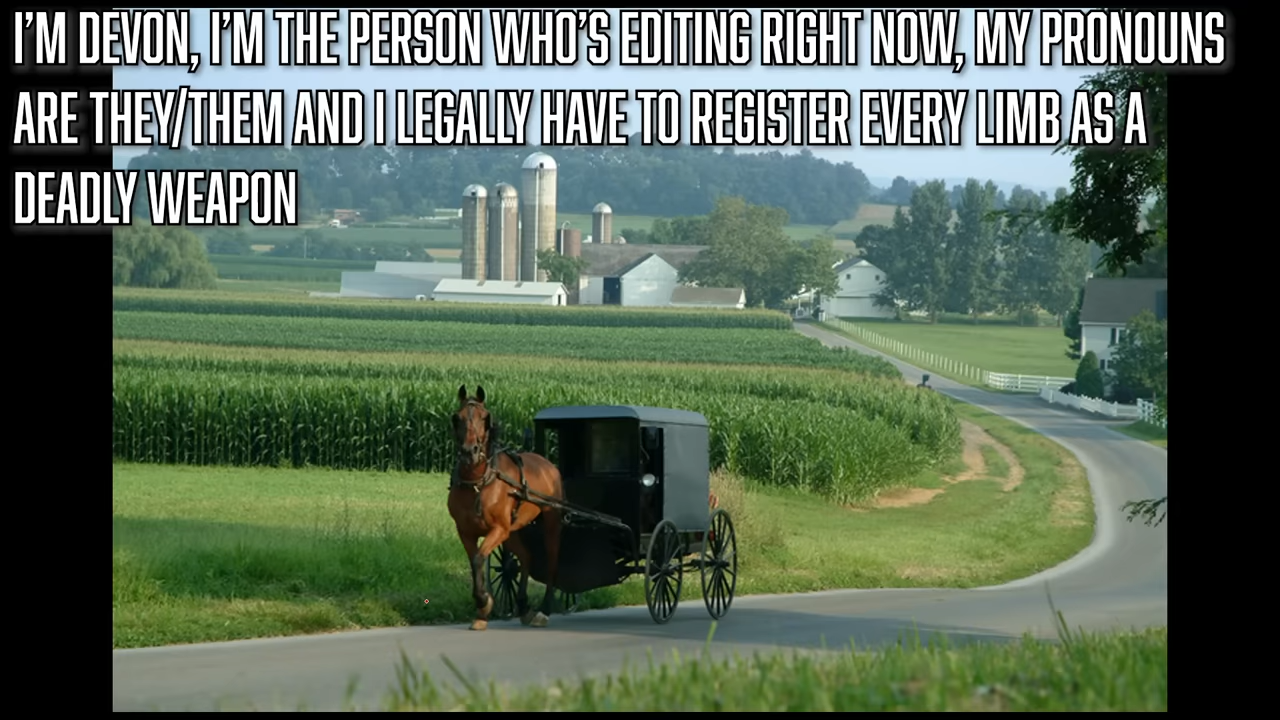 I'M DEVON, I'M THE PERSON WHO'S EDITING RIGHT NOW, MY PRONOUNS
ARE THEY/THEM AND I LEGALLY HAVE TO REGISTER EVERY LIMB AS A
DEADLY WEAPON